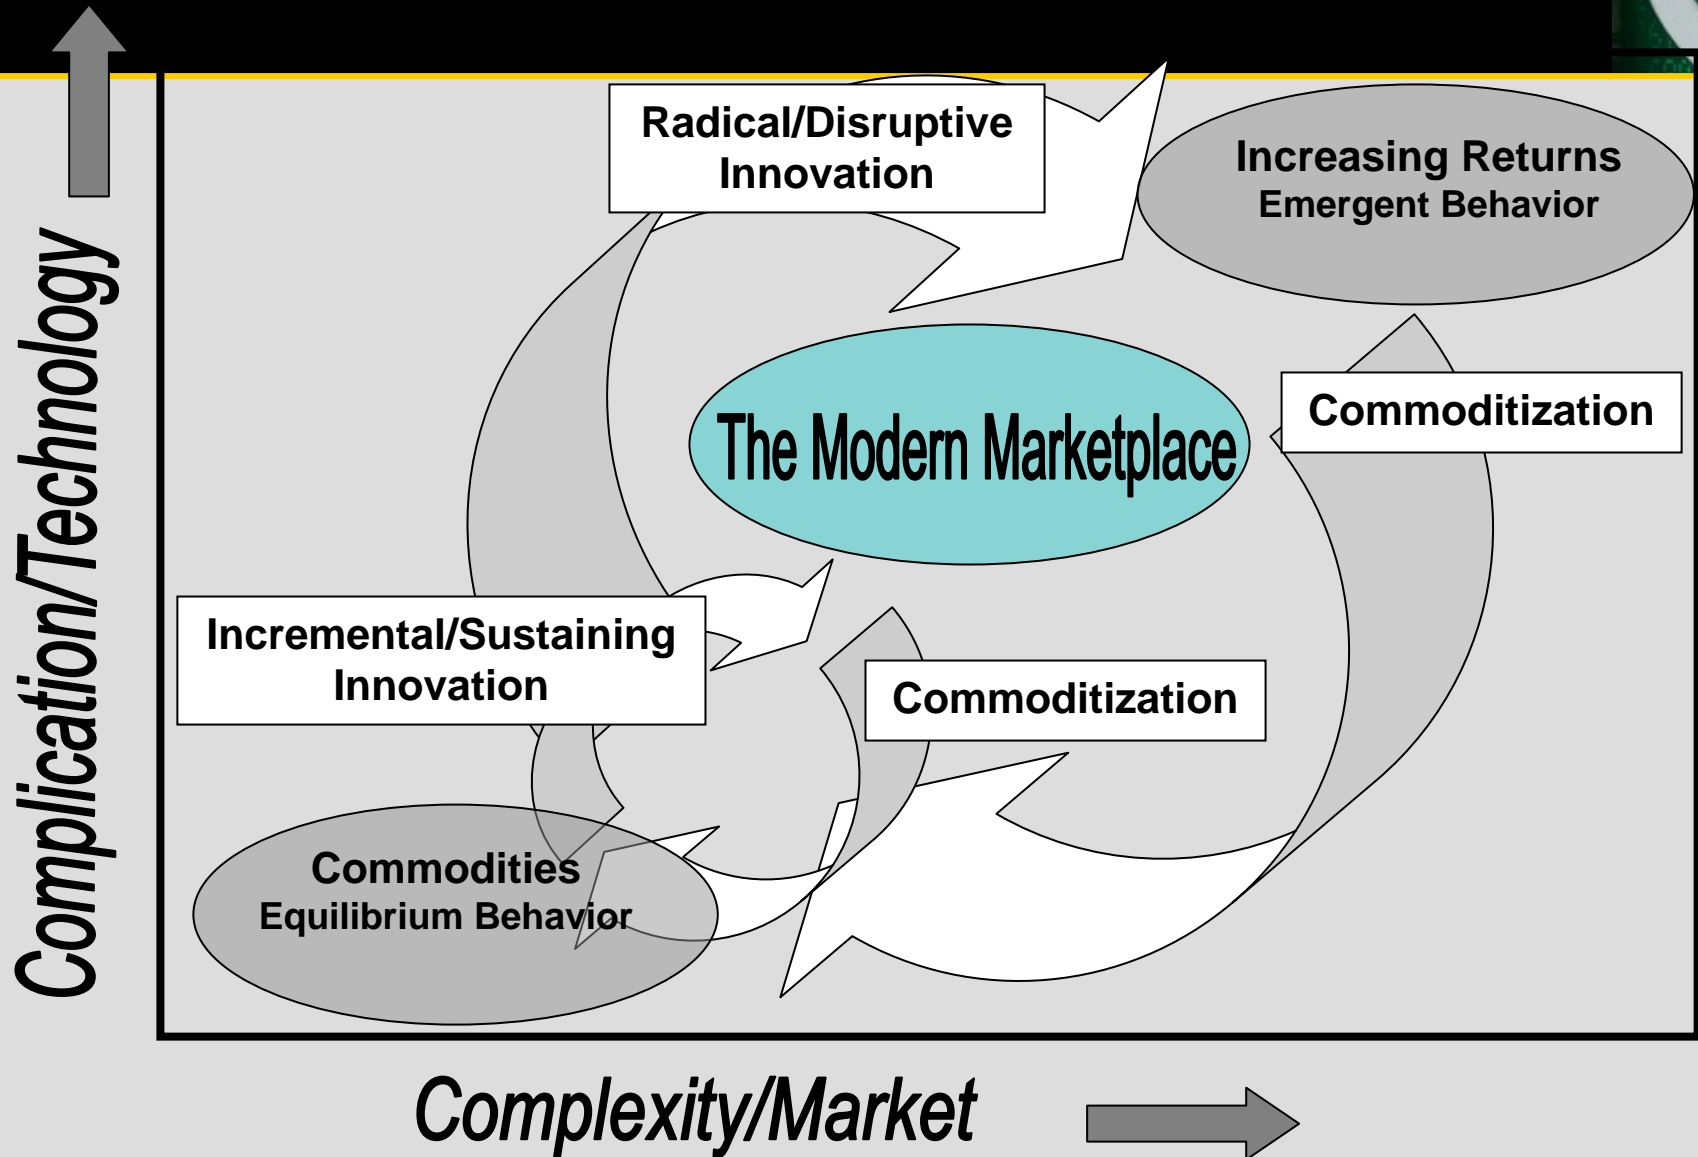 Radical/Disruptive
Innovation
Increasing Returns
Emergent Behavior
Complication/Technology
The Modern Marketplace
Commoditization
Incremental/Sustaining
Innovation
Commoditization
Commodities
Equilibrium Behavior
Complexity/Market